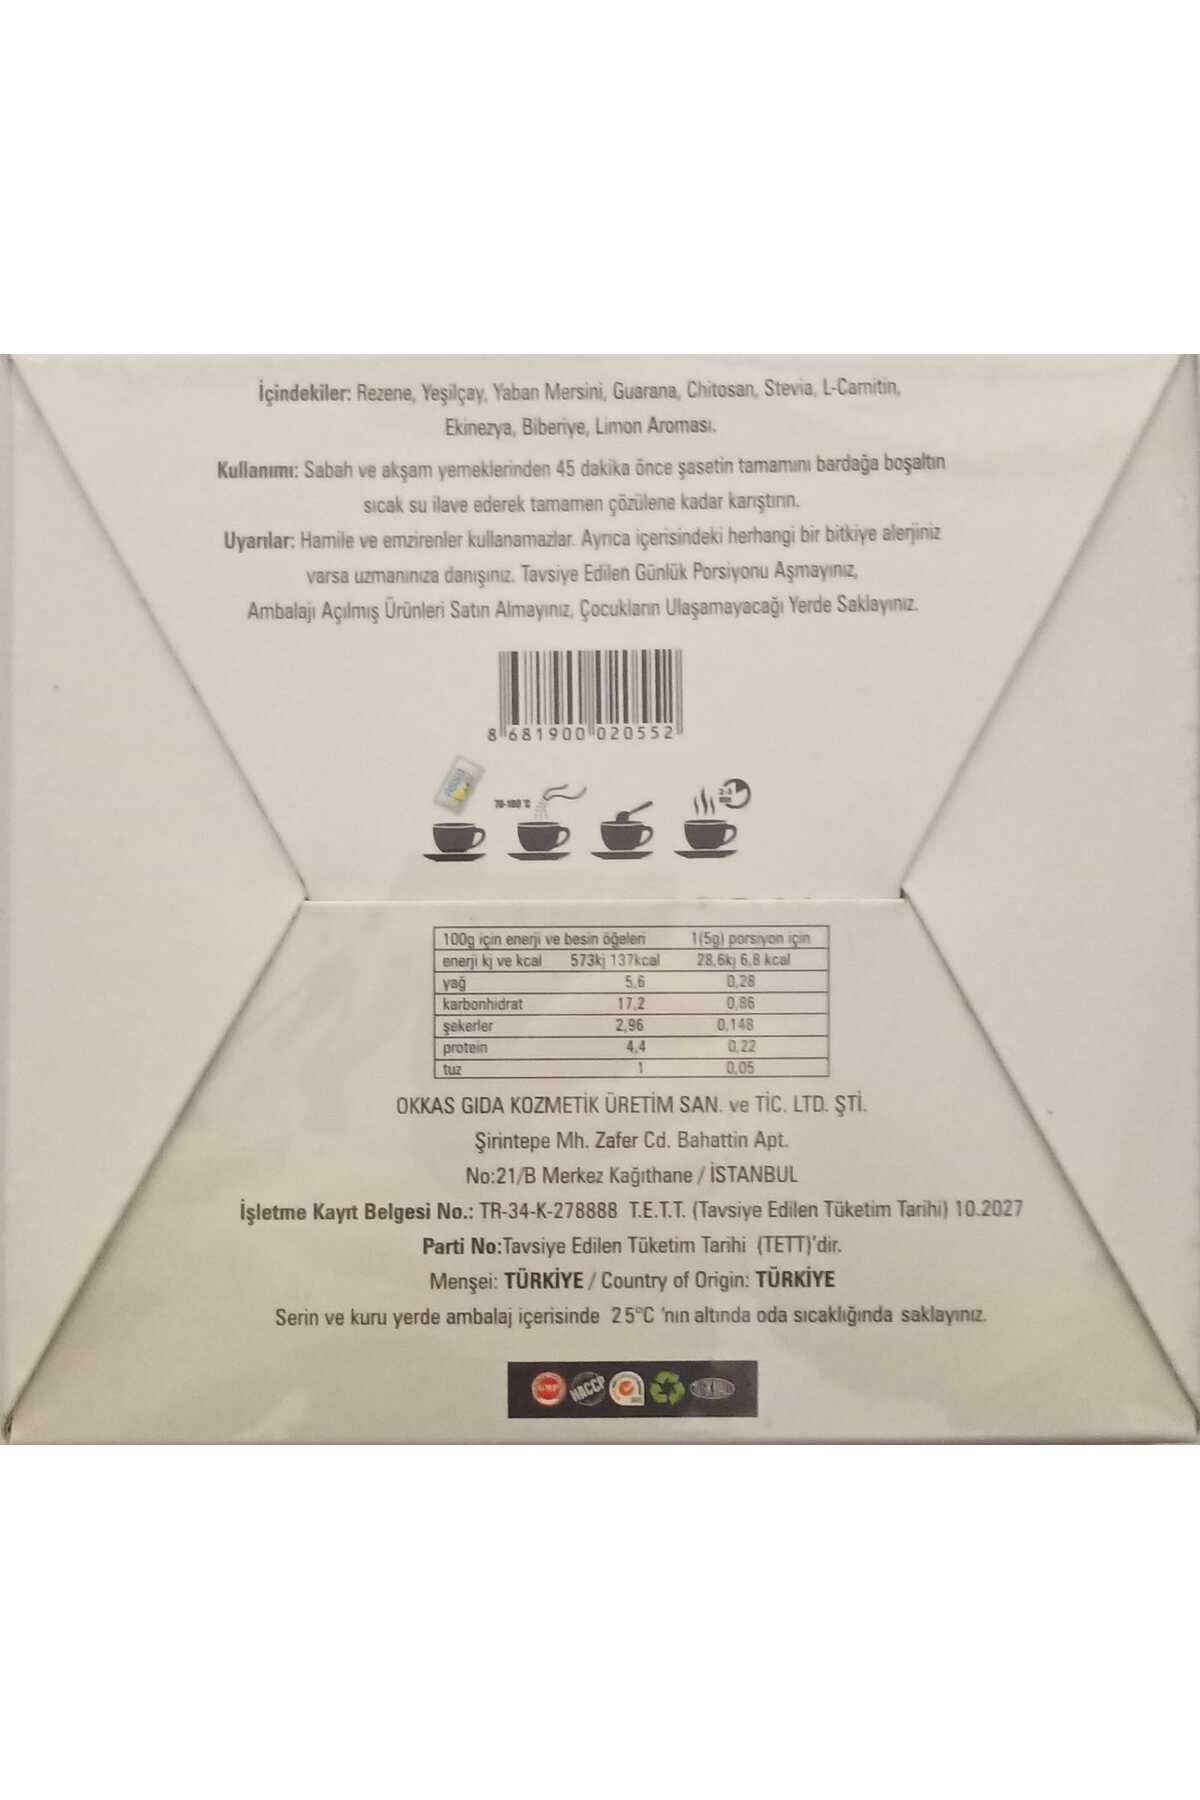 İçindekiler: Rezene, Yeşilçay, Yaban Mersini, Guarana, Chitosan, Stevia, L-Carnitin,
Ekinezya, Biberiye, Limon Aroması.
Kullanımı: Sabah ve akşam yemeklerinden 45 dakika önce şasetin tamamını bardağa boşaltın
sıcak su ilave ederek tamamen çözülene kadar karıştırın.
Uyarılar: Hamile ve emzirenler kullanamazlar. Ayrıca içerisindeki herhangi bir bitkiye alerjiniz
varsa uzmanınıza danışınız. Tavsiye Edilen Günlük Porsiyonu Aşmayınız,
Ambalajı Açılmış Ürünleri Satın Almayınız, Çocukların Ulaşamayacağı Yerde Saklayınız.
8 681900 020552
70-100°C
100g için enerji ve besin öğeleri 1(5g) porsiyon için
enerji kj ve kcal 573kj 137kcal 28,6kj 6,8 kcal
yağ 5,6 0,28
karbonhidrat 17,2 0,86
şekerler 2,96 0,148
protein 4,4 0,22
tuz 1 0,05
OKKAS GIDA KOZMETİK ÜRETİM SAN. ve TİC. LTD. ŞTİ.
Şirintepe Mh. Zafer Cd. Bahattin Apt.
No:21/B Merkez Kağıthane / İSTANBUL
İşletme Kayıt Belgesi No.: TR-34-K-278888 T.E.T.T. (Tavsiye Edilen Tüketim Tarihi) 10.2027
Parti No:Tavsiye Edilen Tüketim Tarihi (TETT)'dir.
Menşei: TÜRKİYE / Country of Origin: TÜRKİYE
Serin ve kuru yerde ambalaj içerisinde 25°C 'nın altında oda sıcaklığında saklayınız.
GMP HACCP